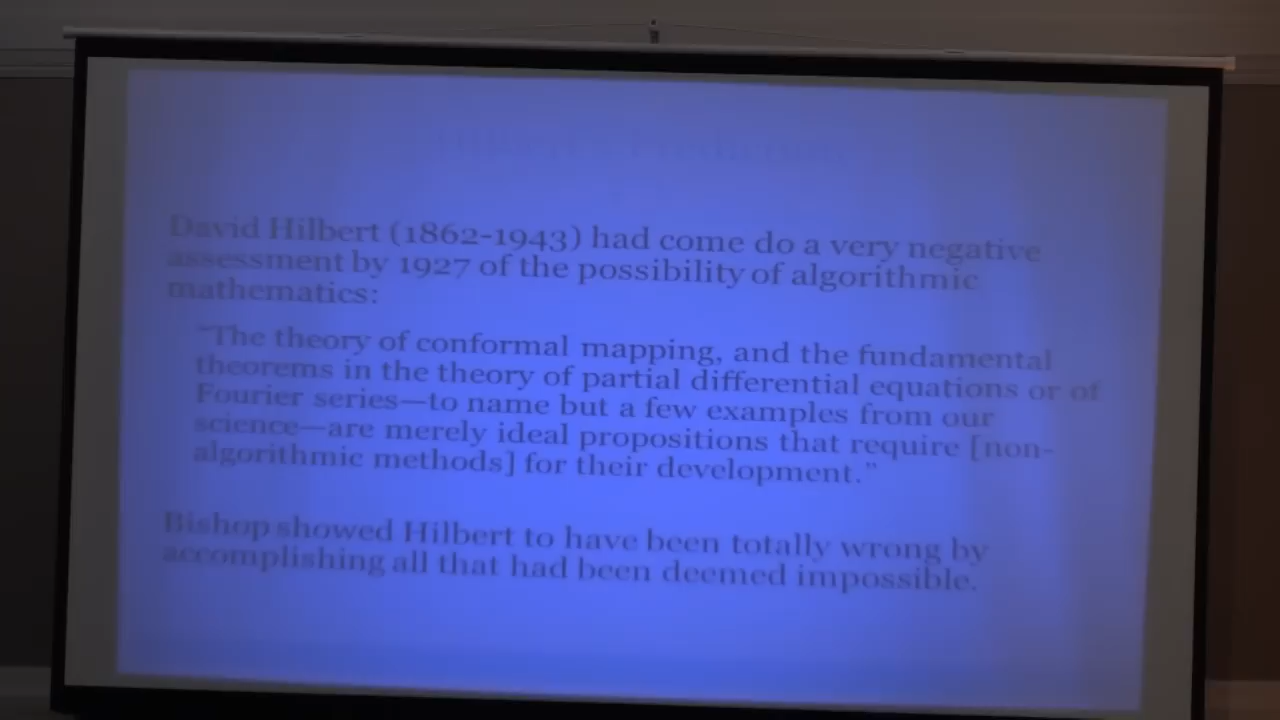 Hilbert's Prediction
David Hilbert (1862-1943) had come do a very negative
assessment by 1927 of the possibility of algorithmic
mathematics:
"The theory of conformal mapping, and the fundamental
theorems in the theory of partial differential equations or of
Fourier series—to name but a few examples from our
science—are merely ideal propositions that require [non-
algorithmic methods] for their development."
Bishop showed Hilbert to have been totally wrong by
accomplishing all that had been deemed impossible.